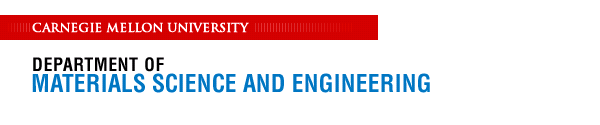 CARNEGIE MELLON UNIVERSITY
DEPARTMENT OF
MATERIALS SCIENCE AND ENGINEERING